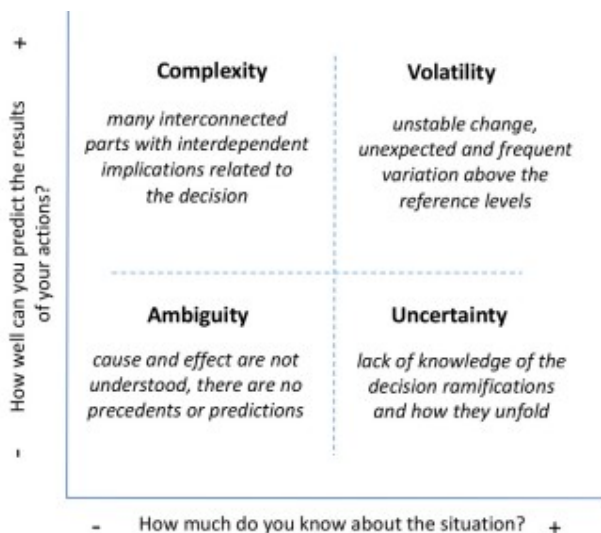 +
How well can you predict the results
of your actions?
-
Complexity
many interconnected
parts with interdependent
implications related to
the decision
Volatility
unstable change,
unexpected and frequent
variation above the
reference levels
Ambiguity
cause and effect are not
understood, there are no
precedents or predictions
Uncertainty
lack of knowledge of the
decision ramifications
and how they unfold
- How much do you know about the situation? +